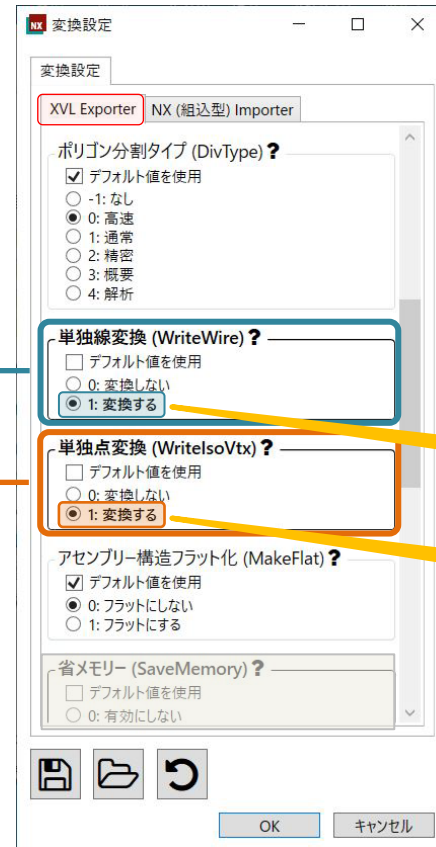 NX 変換設定
変換設定
XVL Exporter NX (組込型) Importer
ポリゴン分割タイプ (DivType) ?
デフォルト値を使用
-1: なし
0: 高速
1: 通常
2: 精密
3: 概要
4: 解析
単独線変換 (WriteWire) ?
デフォルト値を使用
0: 変換しない
1: 変換する
単独点変換 (WriteIsoVtx) ?
デフォルト値を使用
0: 変換しない
1: 変換する
アセンブリー構造フラット化 (MakeFlat) ?
デフォルト値を使用
0: フラットにしない
1: フラットにする
省メモリー (SaveMemory) ?
デフォルト値を使用
0: 有効にしない
OK キャンセル